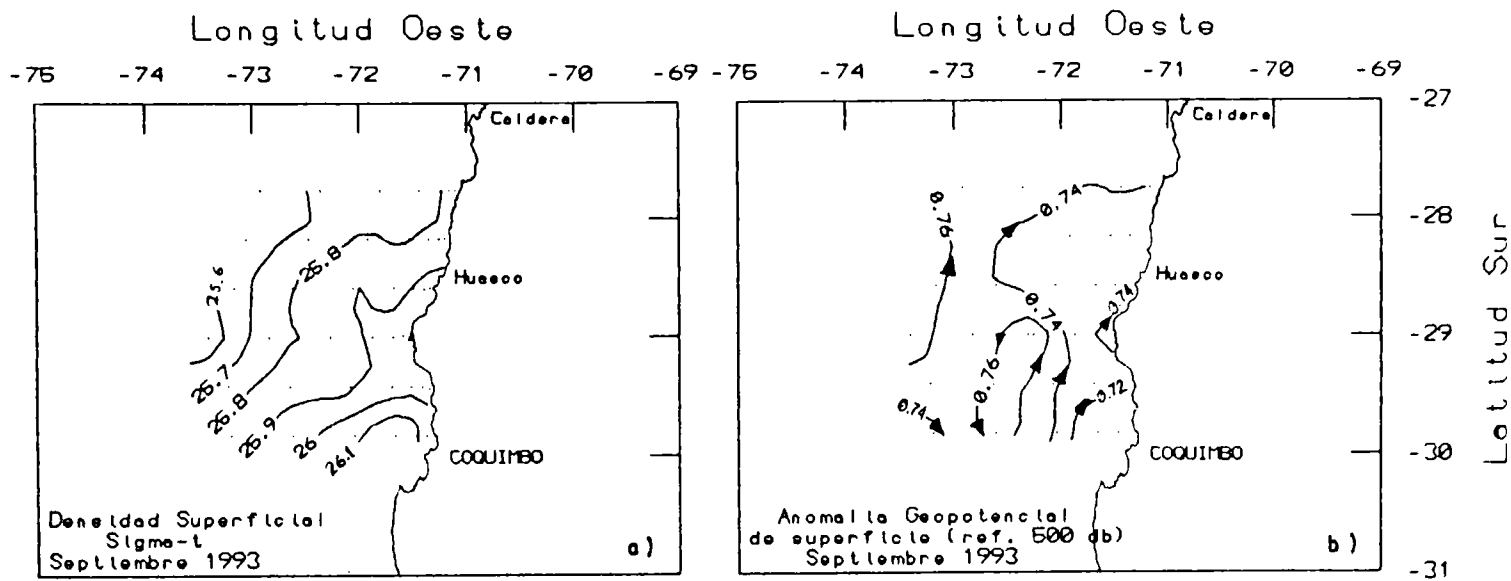 Longitud Oeste
-75 -74 -73 -72 -71 -70 -69
Caldera
25.6
25.8
Huasco
25.7
25.8
25.9
26
26.1
COQUIMBO
Densidad Superficial
Sigma-t
Septiembre 1993
a)
Longitud Oeste
-75 -74 -73 -72 -71 -70 -69
-27
-28
-29
-30
-31
Latitud Sur
Caldera
0.76
0.74
Huasco
0.74
0.74
0.76
0.74
0.72
COQUIMBO
Anomalia Geopotencial
de superficie (ref. 500 db)
Septiembre 1993
b)